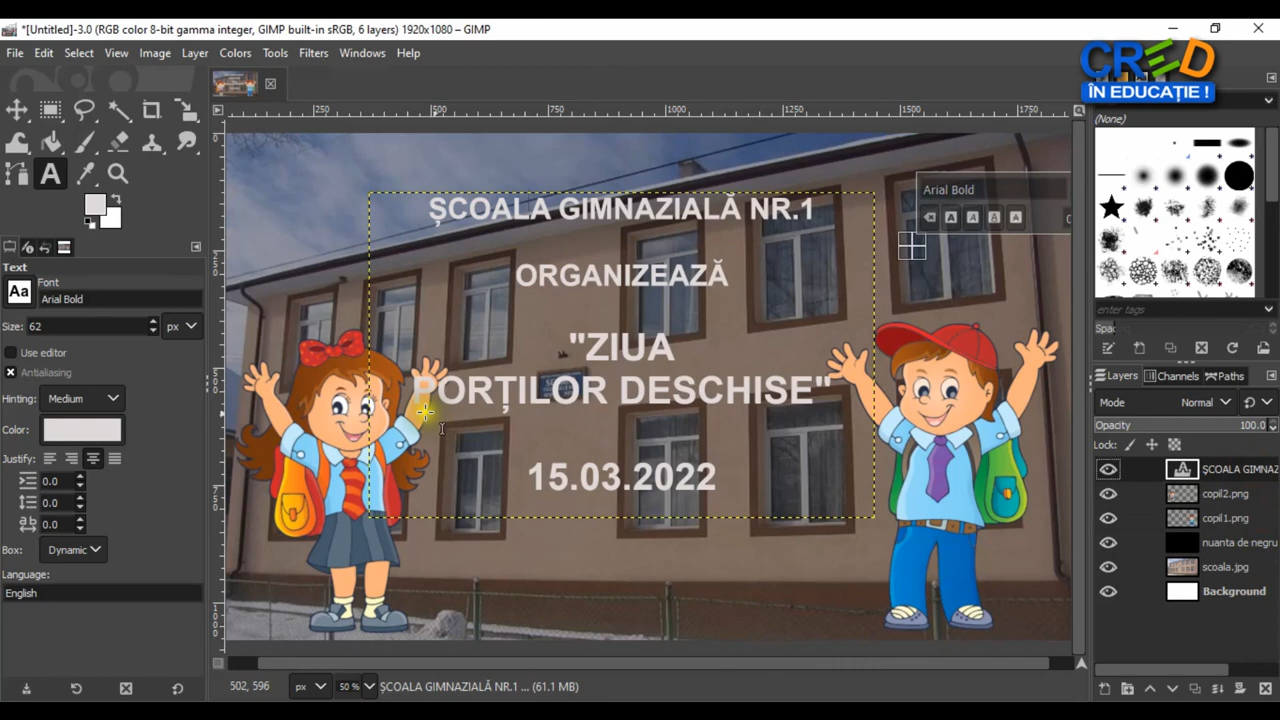 *[Untitled]-3.0 (RGB color 8-bit gamma integer, GIMP built-in sRGB, 6 layers) 1920x1080 – GIMP
File Edit Select View Image Layer Colors Tools Filters Windows Help
CRED
ÎN EDUCAȚIE !
250 500 750 1000 1250 1500 1750
(None)
Arial Bold
ȘCOALA GIMNAZIALĂ NR.1
ORGANIZEAZĂ
"ZIUA
PORȚILOR DESCHISE"
15.03.2022
Text
Font
Aa
Arial Bold
Size: 62 px
Use editor
Antialiasing
Hinting: Medium
Color:
Justify:
0.0
0.0
0.0
Box: Dynamic
Language:
English
enter tags
Layers Channels Paths
Mode Normal
Opacity 100.0
Lock:
ȘCOALA GIMNAZ
copil2.png
copil1.png
nuanta de negru
scoala.jpg
Background
502, 596 px 50 % ȘCOALA GIMNAZIALĂ NR.1 ... (61.1 MB)